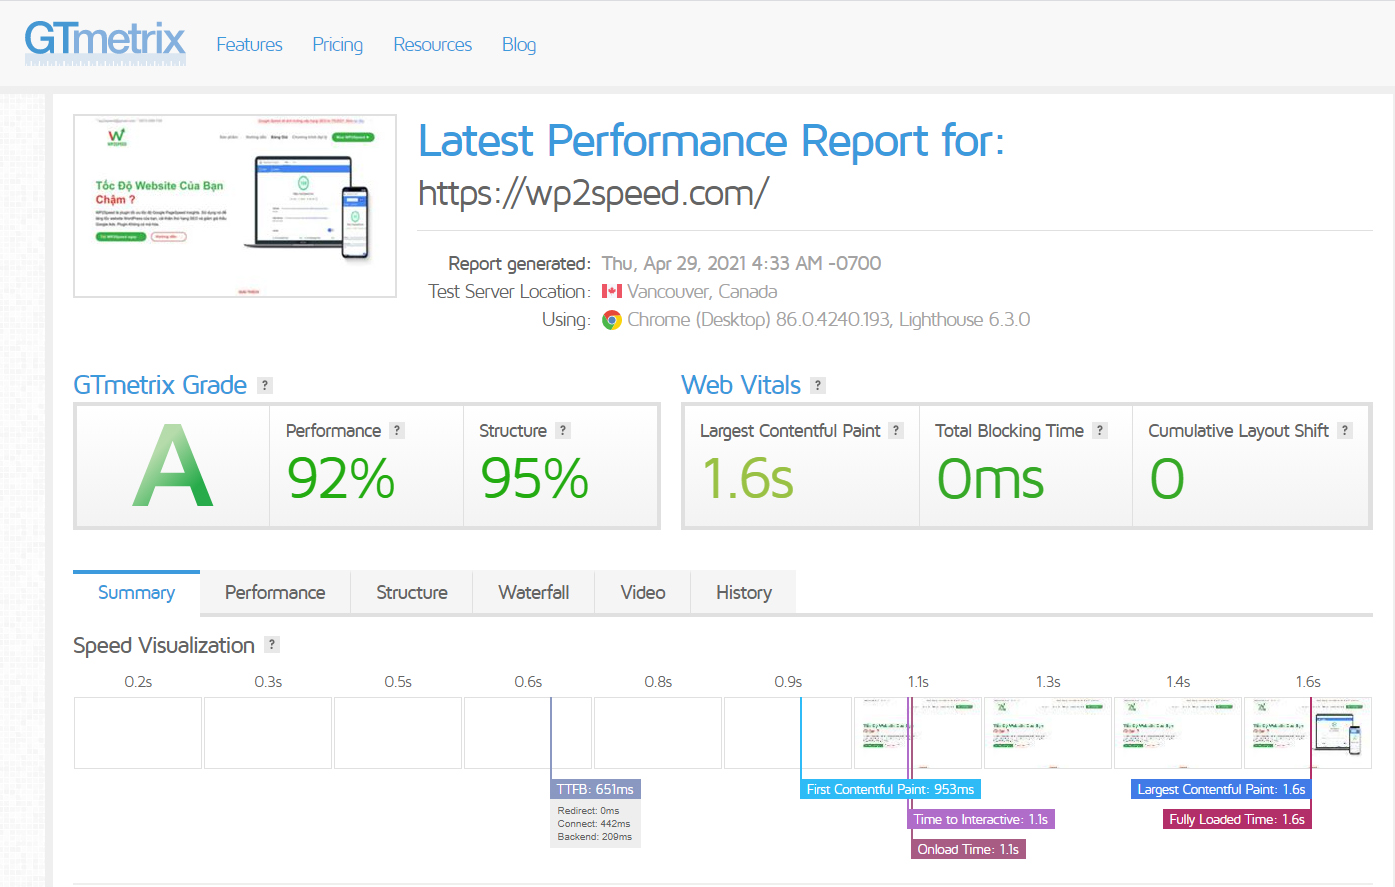 GTmetrix
Features Pricing Resources Blog
WP2SPEED
Mua WP2Speed
Tốc Độ Website Của Bạn
Chậm ?
Latest Performance Report for:
https://wp2speed.com/
Report generated: Thu, Apr 29, 2021 4:33 AM -0700
Test Server Location: Vancouver, Canada
Using: Chrome (Desktop) 86.0.4240.193, Lighthouse 6.3.0
GTmetrix Grade ?
A
Performance ?
92%
Structure ?
95%
Web Vitals ?
Largest Contentful Paint ?
1.6s
Total Blocking Time ?
0ms
Cumulative Layout Shift ?
0
Summary Performance Structure Waterfall Video History
Speed Visualization ?
0.2s 0.3s 0.5s 0.6s 0.8s 0.9s 1.1s 1.3s 1.4s 1.6s
TTFB: 651ms
Redirect: 0ms
Connect: 442ms
Backend: 209ms
First Contentful Paint: 953ms
Time to Interactive: 1.1s
Onload Time: 1.1s
Largest Contentful Paint: 1.6s
Fully Loaded Time: 1.6s